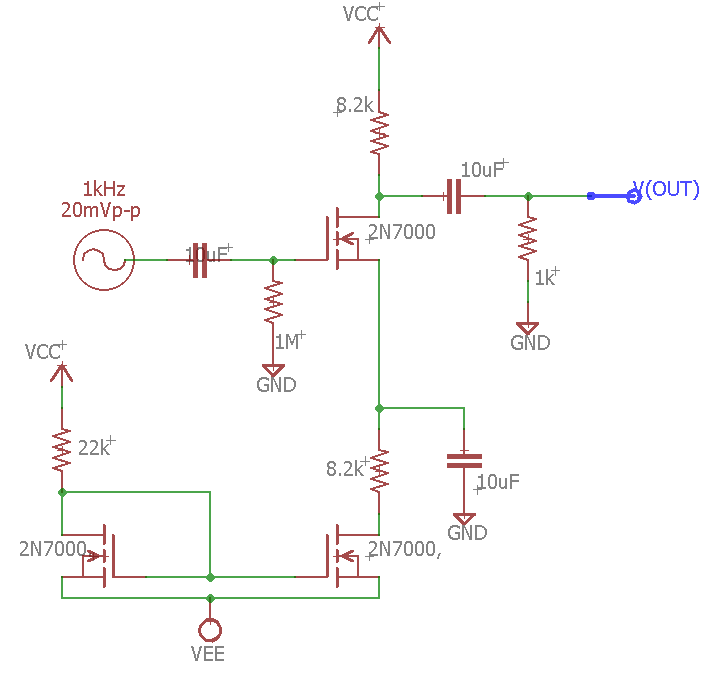 VCC
8.2k
10uF
V(OUT)
1kHz
20mVp-p
2N7000
10uF
1k
1M
GND
VCC
GND
22k
8.2k
10uF
GND
2N7000
2N7000,
VEE